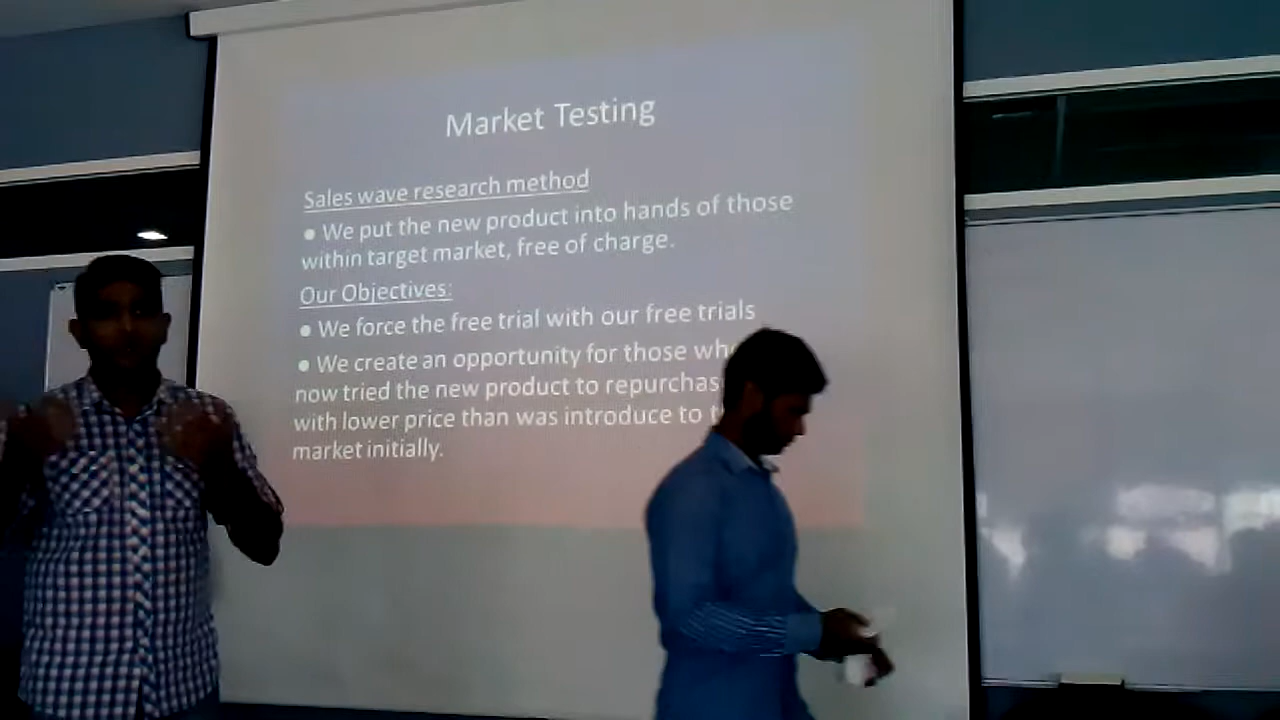 Market Testing
Sales wave research method
● We put the new product into hands of those
within target market, free of charge.
Our Objectives:
● We force the free trial with our free trials
● We create an opportunity for those
now tried the new product to
with lower price than was introduce to
market initially.